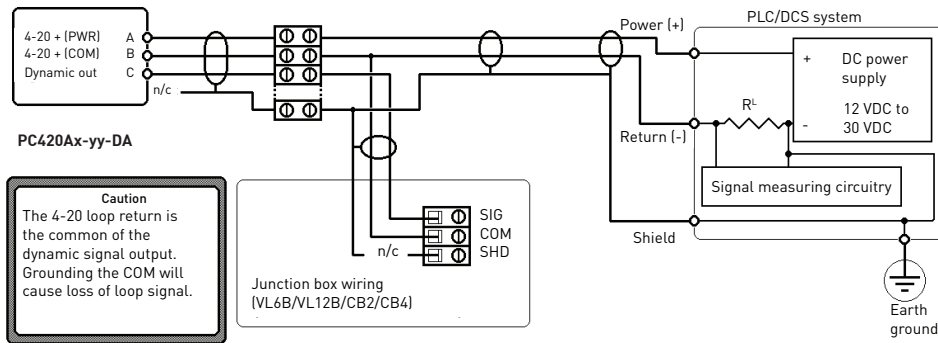 4-20 + (PWR) A
4-20 + (COM) B
Dynamic out C
n/c
PC420Ax-yy-DA
Caution
The 4-20 loop return is
the common of the
dynamic signal output.
Grounding the COM will
cause loss of loop signal.
SIG
COM
SHD
n/c
Junction box wiring
(VL6B/VL12B/CB2/CB4)
Power (+)
Return (-)
Shield
PLC/DCS system
+ DC power
supply
12 VDC to
- 30 VDC
RL
Signal measuring circuitry
Earth
ground